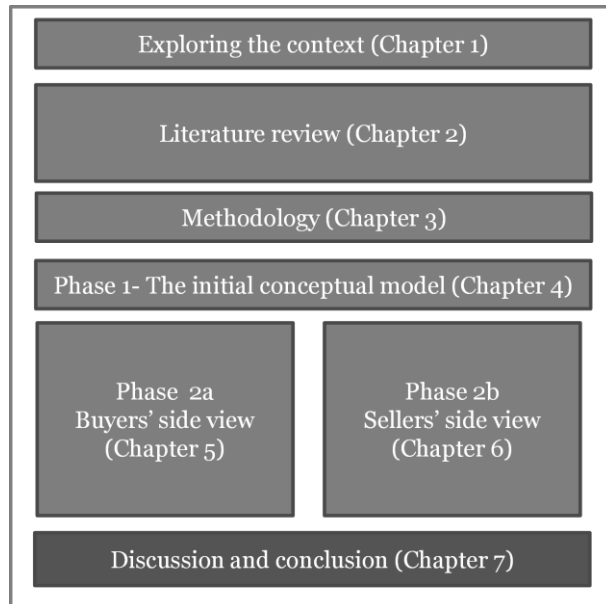 Exploring the context (Chapter 1)
Literature review (Chapter 2)
Methodology (Chapter 3)
Phase 1- The initial conceptual model (Chapter 4)
Phase 2a
Buyers’ side view
(Chapter 5)
Phase 2b
Sellers’ side view
(Chapter 6)
Discussion and conclusion (Chapter 7)